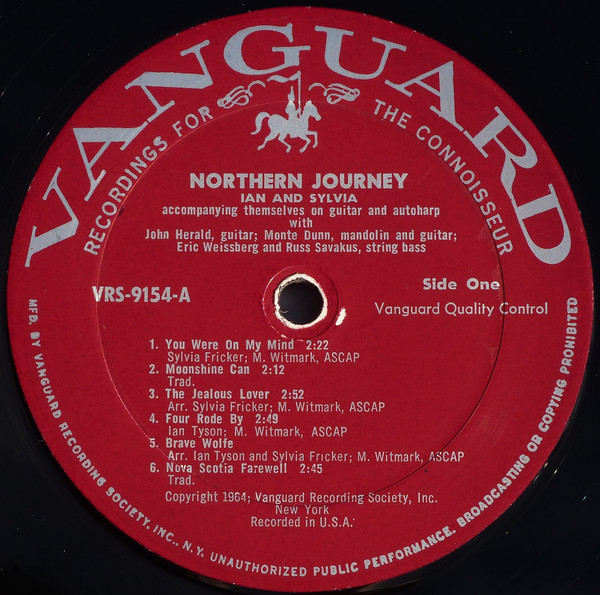 VANGUARD
RECORDINGS FOR THE CONNOISSEUR
NORTHERN JOURNEY
IAN AND SYLVIA
accompanying themselves on guitar and autoharp
with
John Herald, guitar; Monte Dunn, mandolin and guitar;
Eric Weissberg and Russ Savakus, string bass
VRS-9154-A
Side One
Vanguard Quality Control
1. You Were On My Mind 2:22
Sylvia Fricker; M. Witmark, ASCAP
2. Moonshine Can 2:12
Trad.
3. The Jealous Lover 2:52
Arr. Sylvia Fricker; M. Witmark, ASCAP
4. Four Rode By 2:49
Ian Tyson; M. Witmark, ASCAP
5. Brave Wolfe
Arr. Ian Tyson and Sylvia Fricker; M. Witmark, ASCAP
6. Nova Scotia Farewell 2:45
Trad.
Copyright 1964; Vanguard Recording Society, Inc.
New York
Recorded in U.S.A.
MFD. BY VANGUARD RECORDING SOCIETY, INC., N.Y. UNAUTHORIZED PUBLIC PERFORMANCE, BROADCASTING OR COPYING PROHIBITED